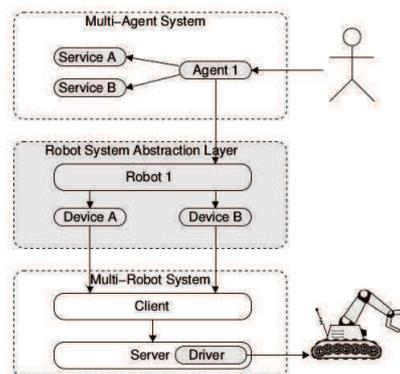 Multi-Agent System
Service A
Agent 1
Service B
Robot System Abstraction Layer
Robot 1
Device A Device B
Multi-Robot System
Client
Server Driver